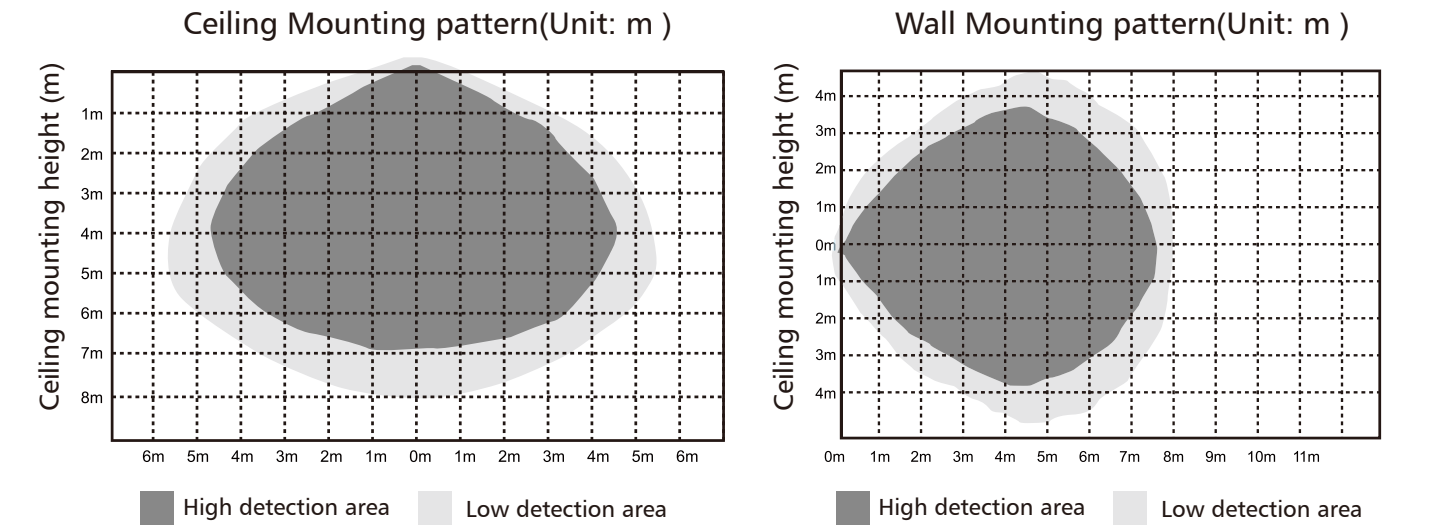 Ceiling Mounting pattern(Unit: m )
Ceiling mounting height (m)
1m
2m
3m
4m
5m
6m
7m
8m
6m 5m 4m 3m 2m 1m 0m 1m 2m 3m 4m 5m 6m
High detection area Low detection area
Wall Mounting pattern(Unit: m )
Ceiling mounting height (m)
4m
3m
2m
1m
0m
1m
2m
3m
4m
0m 1m 2m 3m 4m 5m 6m 7m 8m 9m 10m 11m
High detection area Low detection area